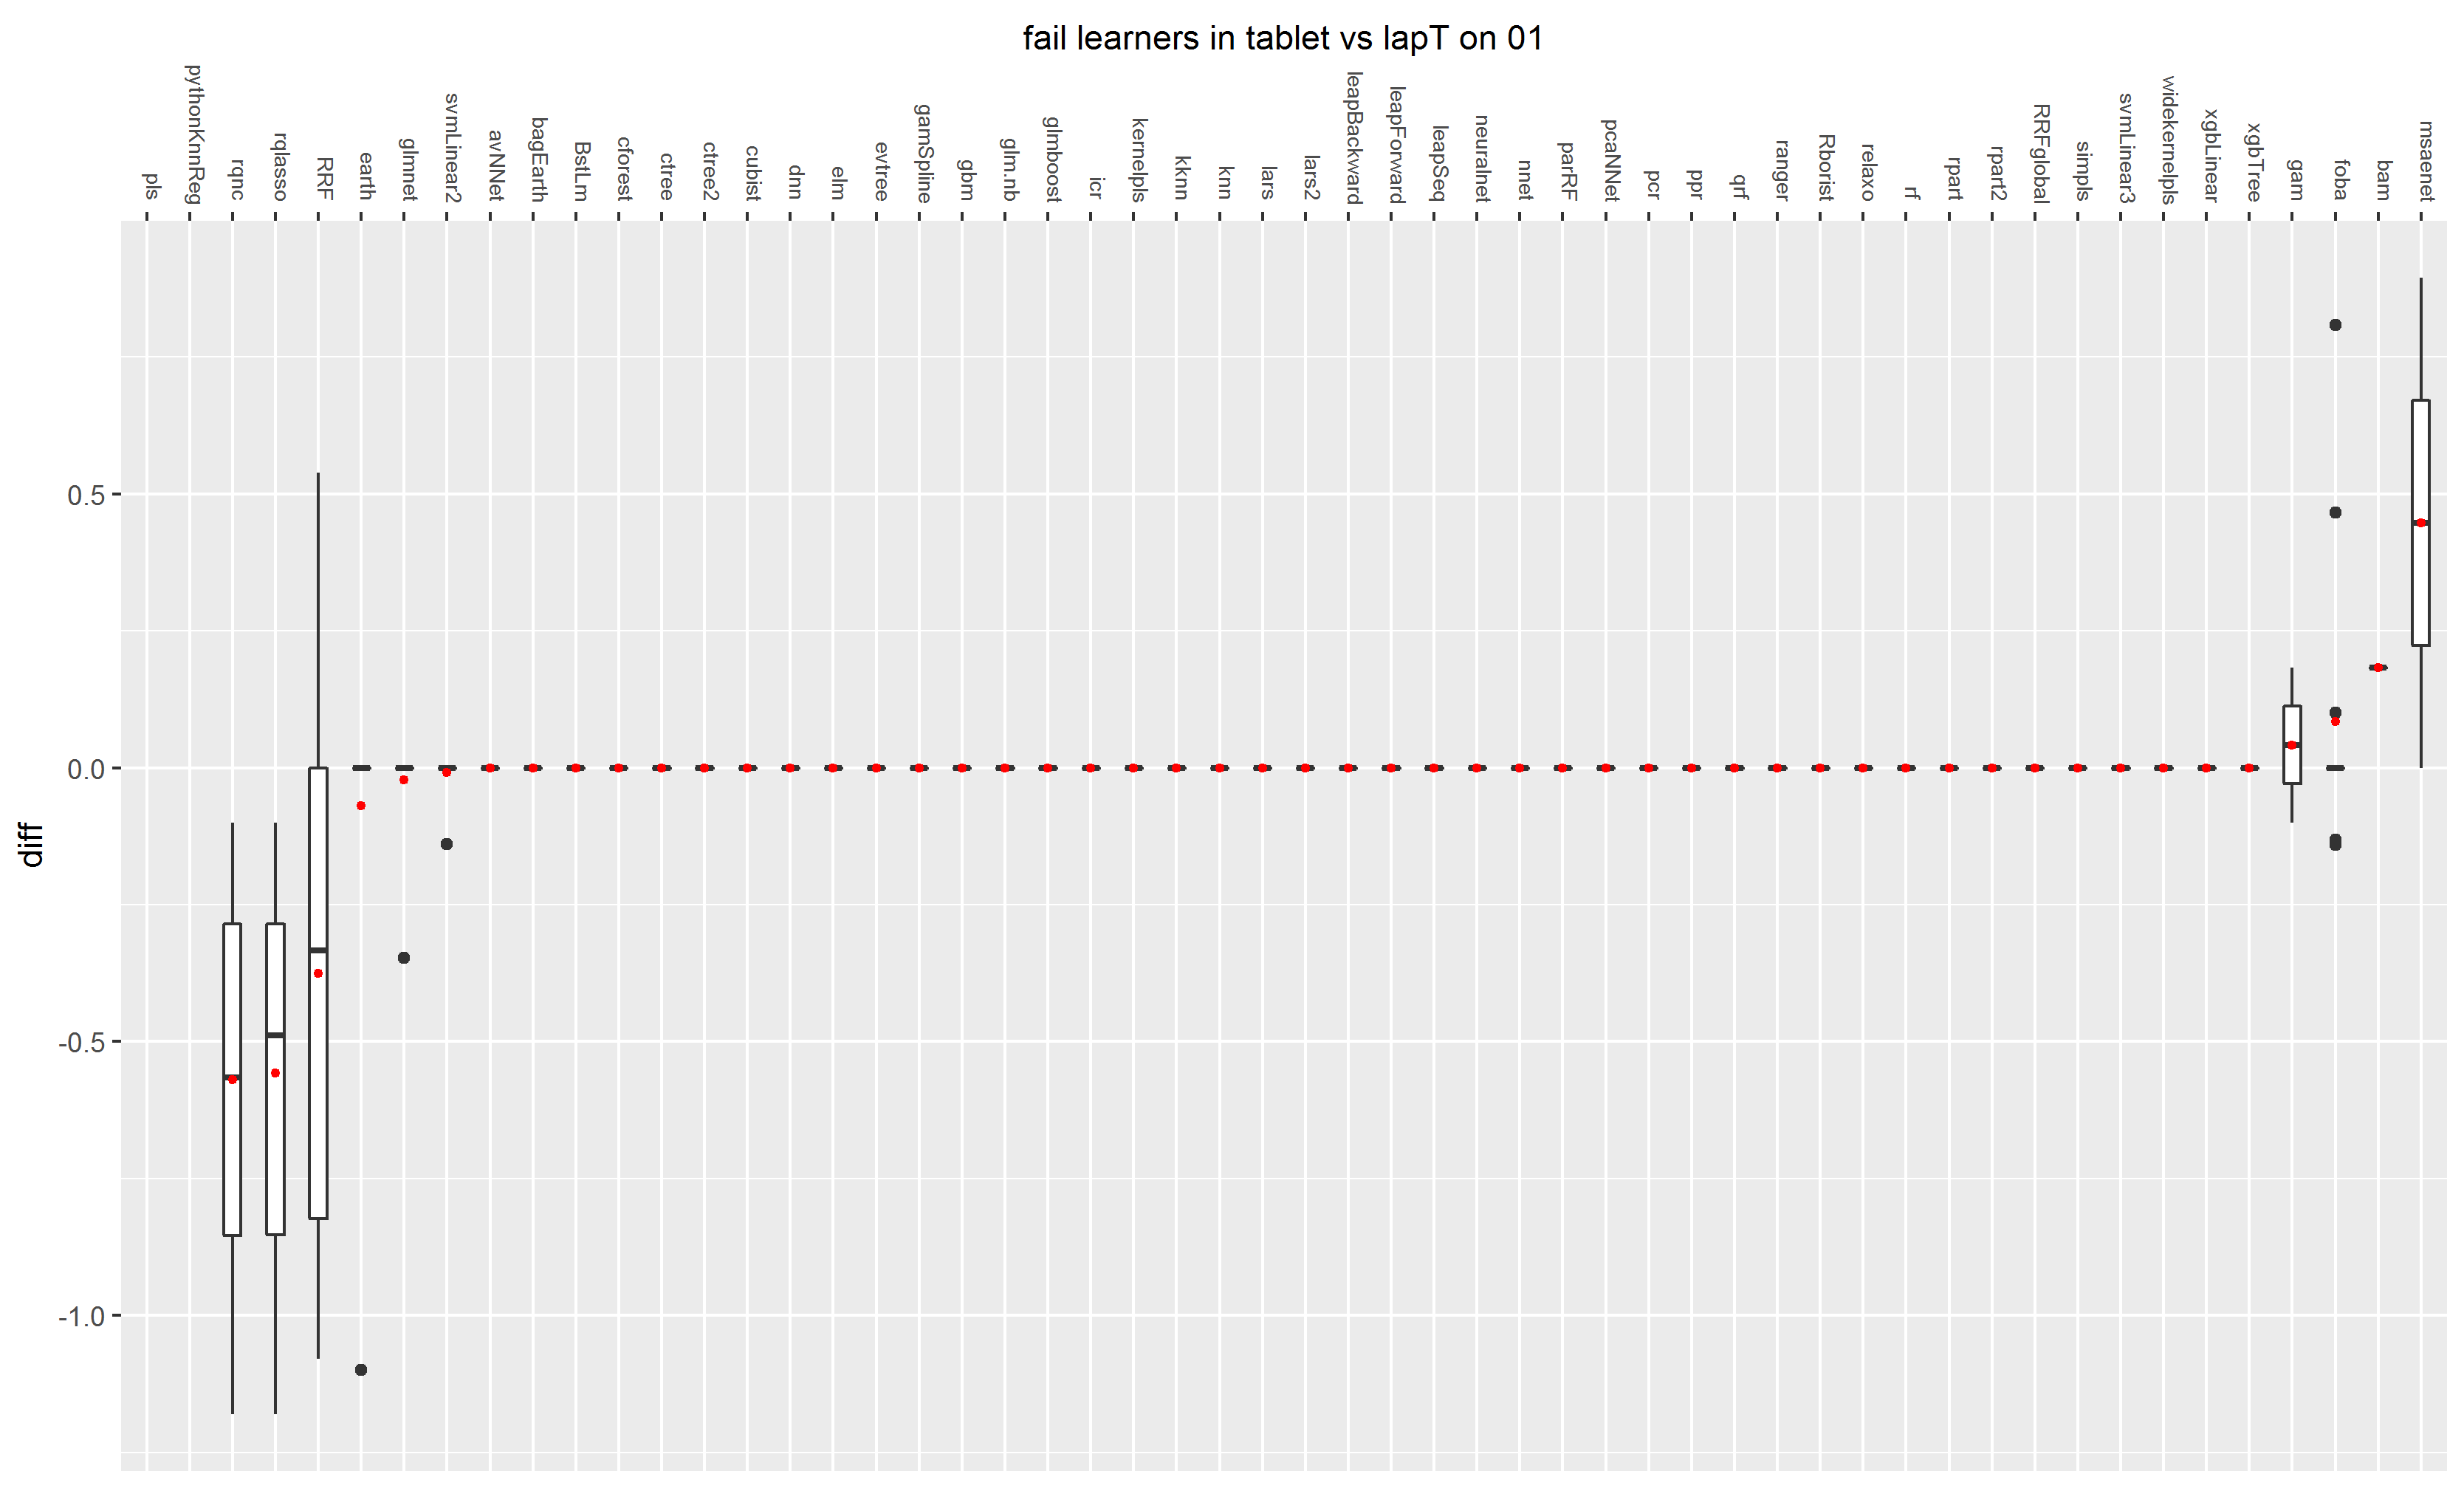 fail learners in tablet vs lapT on 01
pls
pythonKnnReg
rqnc
rqlasso
RRF
earth
glmnet
svmLinear2
avNNet
bagEarth
BstLm
cforest
ctree
ctree2
cubist
dnn
elm
evtree
gamSpline
gbm
glm.nb
glmboost
icr
kernelpls
kknn
knn
lars
lars2
leapBackward
leapForward
leapSeq
neuralnet
nnet
parRF
pcaNNet
pcr
ppr
qrf
ranger
Rborist
relaxo
rf
rpart
rpart2
RRFglobal
simpls
svmLinear3
widekernelpls
xgbLinear
xgbTree
gam
foba
bam
msaenet
0.5
0.0
-0.5
-1.0
diff